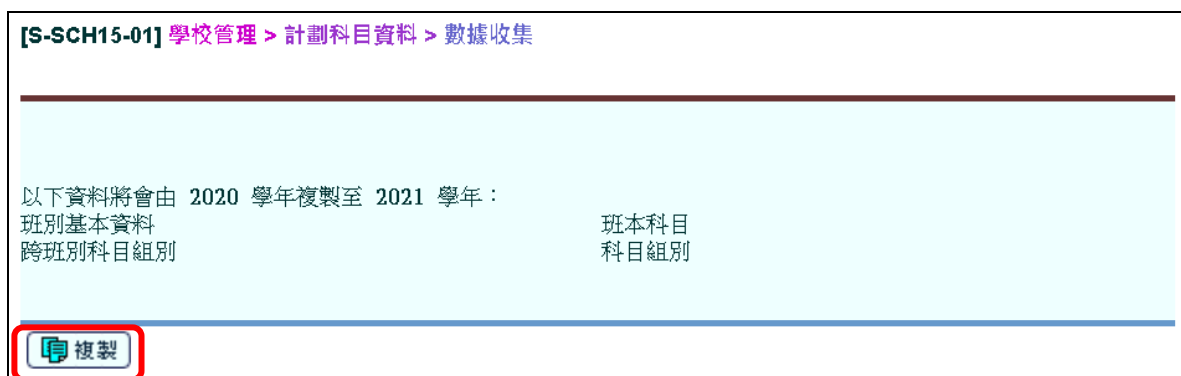 [S-SCH15-01] 學校管理 > 計劃科目資料 > 數據收集
以下資料將會由 2020 學年複製至 2021 學年：
班別基本資料 班本科目
跨班別科目組別 科目組別
複製